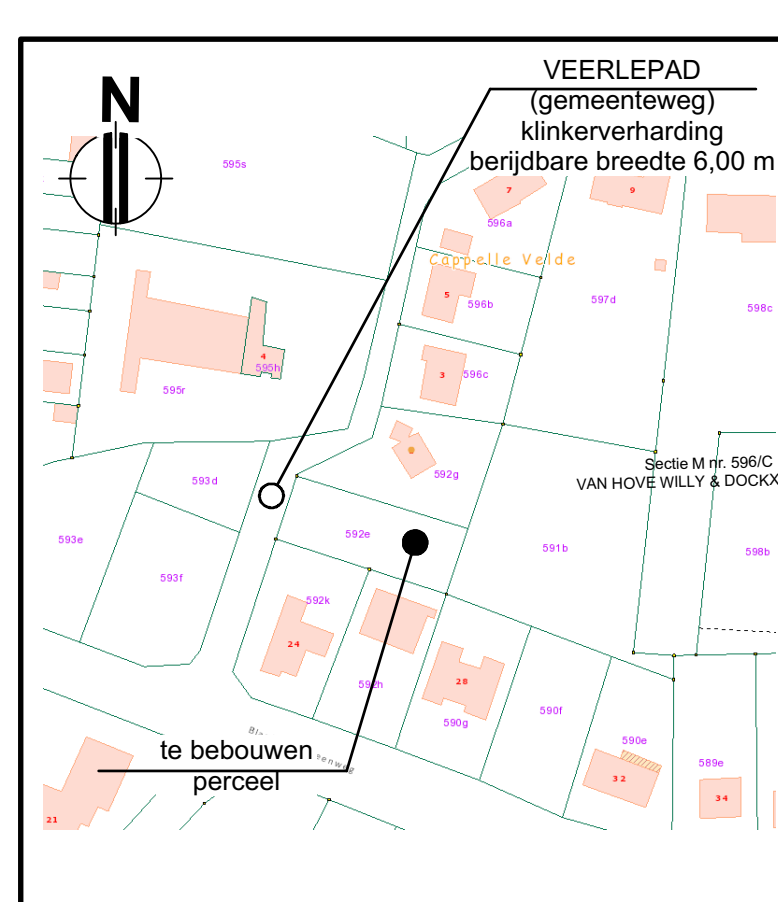 N
VEERLEPAD
(gemeenteweg)
klinkerverharding
berijdbare breedte 6,00 m
595s
7
9
596a
Cappelle Velde
5
596b
597d
598c
4
595h
3
596c
595r
Sectie M nr. 596/C
VAN HOVE WILLY & DOCKX
593d
592g
592e
593e
591b
598b
593f
592k
24
592h
28
590g
590f
590e
589e
te bebouwen
perceel
32
34
21